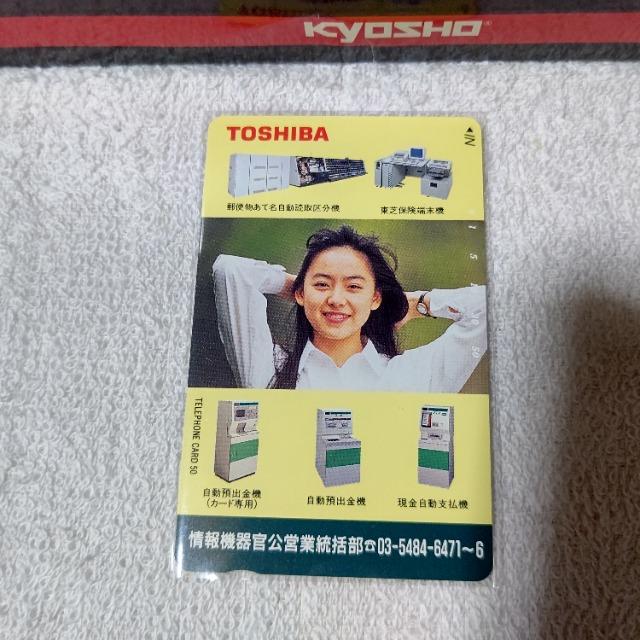 KYOSHO
TOSHIBA
IN
郵便物あて名自動読取区分機
東芝保険端末機
1
5
TELEPHONE CARD 50
自動預出金機
(カード専用)
自動預出金機
現金自動支払機
情報機器官公営業統括部☎03-5484-6471~6